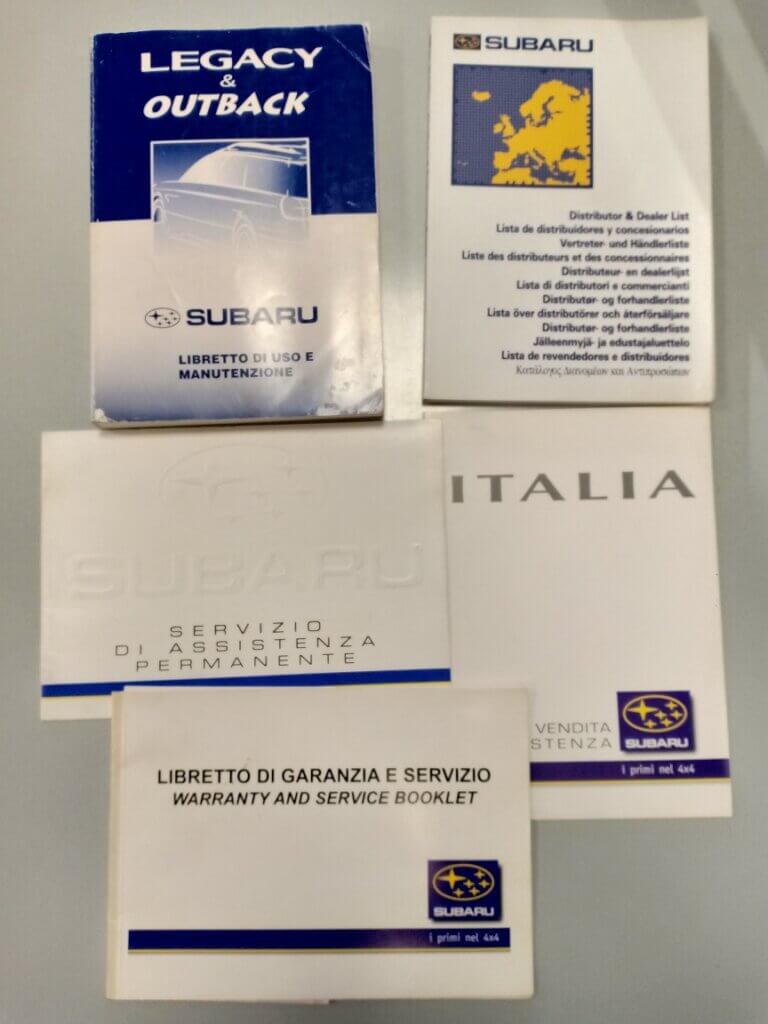 LEGACY
&
OUTBACK
SUBARU
LIBRETTO DI USO E
MANUTENZIONE
SUBARU
Distributor & Dealer List
Lista de distribuidores y concesionarios
Vertreter- und Händlerliste
Liste des distributeurs et des concessionnaires
Distributeur- en dealerlijst
Lista di distributori e commercianti
Distributør- og forhandlerliste
Lista över distributörer och återförsäljare
Distributør- og forhandlerliste
Jälleenmyjä- ja edustajaluettelo
Lista de revendedores e distribuidores
Κατάλογος Διανομέων και Αντιπροσώπων
SUBARU
SERVIZIO
DI ASSISTENZA
PERMANENTE
ITALIA
VENDITA
STENZA
SUBARU
i primi nel 4x4
LIBRETTO DI GARANZIA E SERVIZIO
WARRANTY AND SERVICE BOOKLET
SUBARU
i primi nel 4x4